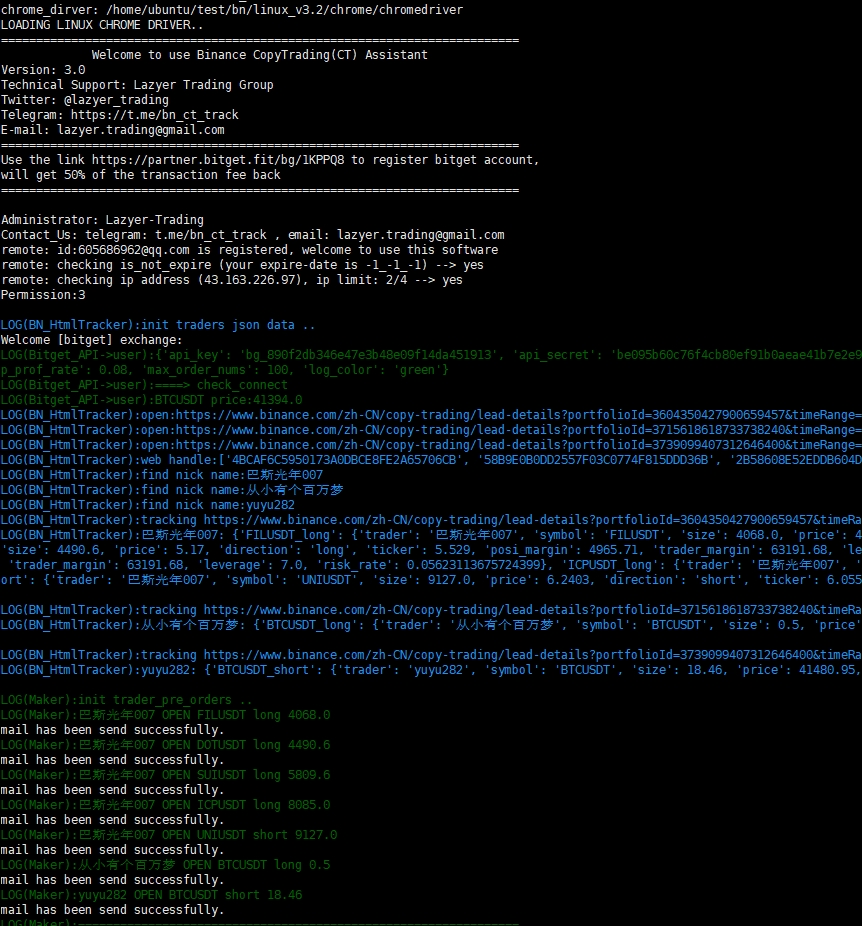 chrome_dirver: /home/ubuntu/test/bn/linux_v3.2/chrome/chromedriver
LOADING LINUX CHROME DRIVER..
==========================================================================
Welcome to use Binance CopyTrading(CT) Assistant
Version: 3.0
Technical Support: Lazyer Trading Group
Twitter: @lazyer_trading
Telegram: https://t.me/bn_ct_track
E-mail: lazyer.trading@gmail.com
==========================================================================
Use the link https://partner.bitget.fit/bg/1KPPQ8 to register bitget account,
will get 50% of the transaction fee back
==========================================================================
Administrator: Lazyer-Trading
Contact_Us: telegram: t.me/bn_ct_track , email: lazyer.trading@gmail.com
remote: id:605686962@qq.com is registered, welcome to use this software
remote: checking is_not_expire (your expire-date is -1_-1_-1) --> yes
remote: checking ip address (43.163.226.97), ip limit: 2/4 --> yes
Permission:3
LOG(BN_HtmlTracker):init traders json data ..
Welcome [bitget] exchange:
LOG(Bitget_API->user):{'api_key': 'bg_890f2db346e47e3b48e09f14da451913', 'api_secret': 'be095b60c76f4cb80ef91b0aeae41b7e2e9
p_prof_rate': 0.08, 'max_order_nums': 100, 'log_color': 'green'}
LOG(Bitget_API->user):====> check_connect
LOG(Bitget_API->user):BTCUSDT price:41394.0
LOG(BN_HtmlTracker):open:https://www.binance.com/zh-CN/copy-trading/lead-details?portfolioId=3604350427900659457&timeRange=
LOG(BN_HtmlTracker):open:https://www.binance.com/zh-CN/copy-trading/lead-details?portfolioId=3715618618733738240&timeRange=
LOG(BN_HtmlTracker):open:https://www.binance.com/zh-CN/copy-trading/lead-details?portfolioId=3739099407312646400&timeRange=
LOG(BN_HtmlTracker):web handle:['4BCAF6C5950173A0DBCE8FE2A65706CB', '58B9E0B0DD2557F03C0774F815DDD36B', '2B58608E52EDDB604D
LOG(BN_HtmlTracker):find nick name:巴斯光年007
LOG(BN_HtmlTracker):find nick name:从小有个百万梦
LOG(BN_HtmlTracker):find nick name:yuyu282
LOG(BN_HtmlTracker):tracking https://www.binance.com/zh-CN/copy-trading/lead-details?portfolioId=3604350427900659457&timeRa
LOG(BN_HtmlTracker):巴斯光年007: {'FILUSDT_long': {'trader': '巴斯光年007', 'symbol': 'FILUSDT', 'size': 4068.0, 'price': 4
'size': 4490.6, 'price': 5.17, 'direction': 'long', 'ticker': 5.529, 'posi_margin': 4965.71, 'trader_margin': 63191.68, 'le
'trader_margin': 63191.68, 'leverage': 7.0, 'risk_rate': 0.05623113675724399}, 'ICPUSDT_long': {'trader': '巴斯光年007', '
ort': {'trader': '巴斯光年007', 'symbol': 'UNIUSDT', 'size': 9127.0, 'price': 6.2403, 'direction': 'short', 'ticker': 6.055
LOG(BN_HtmlTracker):tracking https://www.binance.com/zh-CN/copy-trading/lead-details?portfolioId=3715618618733738240&timeRa
LOG(BN_HtmlTracker):从小有个百万梦: {'BTCUSDT_long': {'trader': '从小有个百万梦', 'symbol': 'BTCUSDT', 'size': 0.5, 'price'
LOG(BN_HtmlTracker):tracking https://www.binance.com/zh-CN/copy-trading/lead-details?portfolioId=3739099407312646400&timeRa
LOG(BN_HtmlTracker):yuyu282: {'BTCUSDT_short': {'trader': 'yuyu282', 'symbol': 'BTCUSDT', 'size': 18.46, 'price': 41480.95,
LOG(Maker):init trader_pre_orders ..
LOG(Maker):巴斯光年007 OPEN FILUSDT long 4068.0
mail has been send successfully.
LOG(Maker):巴斯光年007 OPEN DOTUSDT long 4490.6
mail has been send successfully.
LOG(Maker):巴斯光年007 OPEN SUIUSDT long 5809.6
mail has been send successfully.
LOG(Maker):巴斯光年007 OPEN ICPUSDT long 8085.0
mail has been send successfully.
LOG(Maker):巴斯光年007 OPEN UNIUSDT short 9127.0
mail has been send successfully.
LOG(Maker):从小有个百万梦 OPEN BTCUSDT long 0.5
mail has been send successfully.
LOG(Maker):yuyu282 OPEN BTCUSDT short 18.46
mail has been send successfully.
LOG(Maker):===============================================================